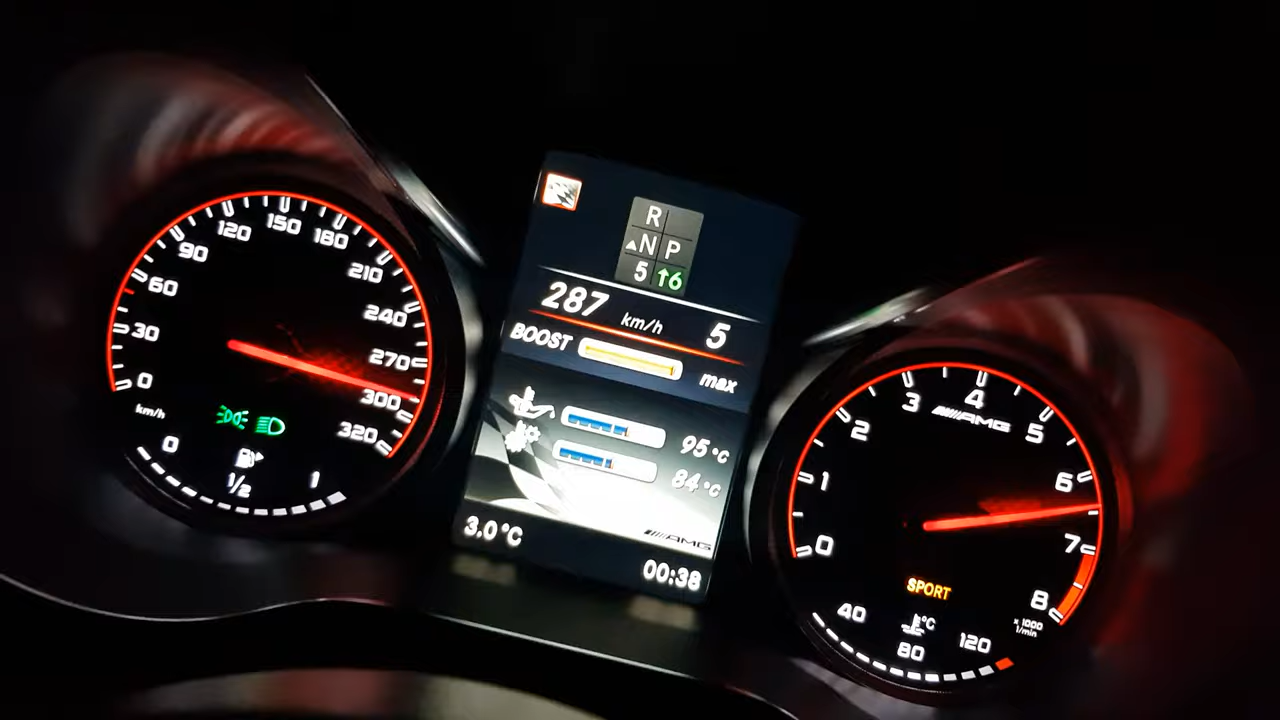 0
30
60
90
120
150
180
210
240
270
300
320
km/h
0
1/2
1
R
N P
5 ↑6
287 km/h 5
BOOST
max
95 °C
84 °C
AMG
3.0 °C
00:38
0
1
2
3
4
5
6
7
8
AMG
SPORT
x 1000
1/min
40
80
120
°C